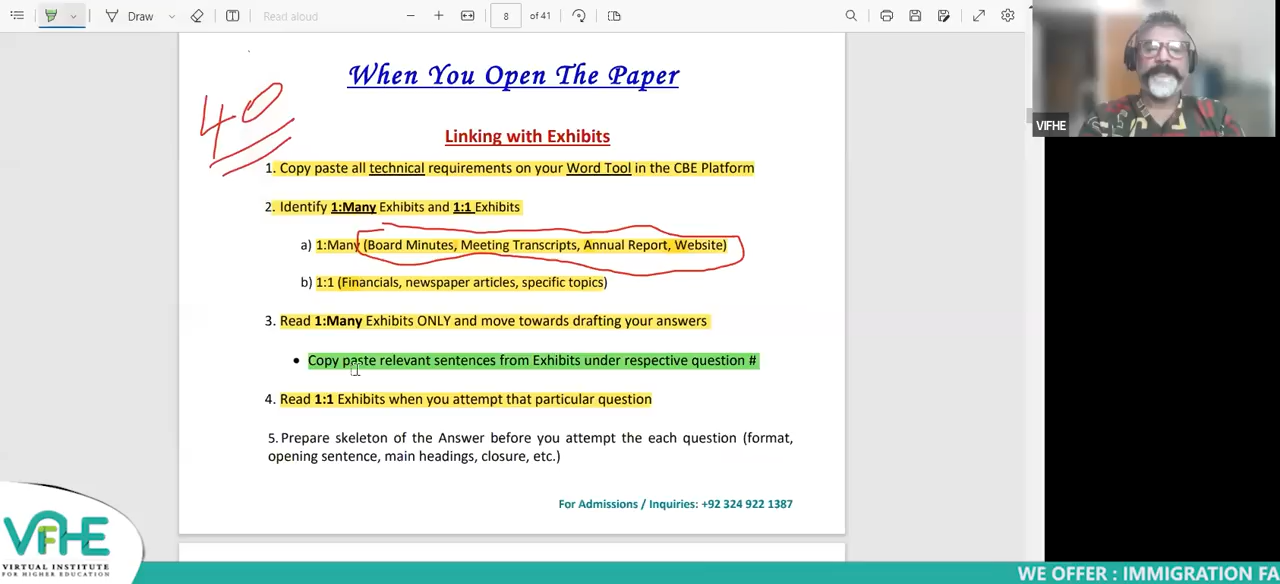 Draw
Read aloud
8
of 41
When You Open The Paper
40
Linking with Exhibits
1. Copy paste all technical requirements on your Word Tool in the CBE Platform
2. Identify 1:Many Exhibits and 1:1 Exhibits
a) 1:Many (Board Minutes, Meeting Transcripts, Annual Report, Website)
b) 1:1 (Financials, newspaper articles, specific topics)
3. Read 1:Many Exhibits ONLY and move towards drafting your answers
• Copy paste relevant sentences from Exhibits under respective question #
4. Read 1:1 Exhibits when you attempt that particular question
5. Prepare skeleton of the Answer before you attempt the each question (format,
opening sentence, main headings, closure, etc.)
For Admissions / Inquiries: +92 324 922 1387
VIFHE
VIFHE
VIRTUAL INSTITUTE
FOR HIGHER EDUCATION
WE OFFER : IMMIGRATION FA